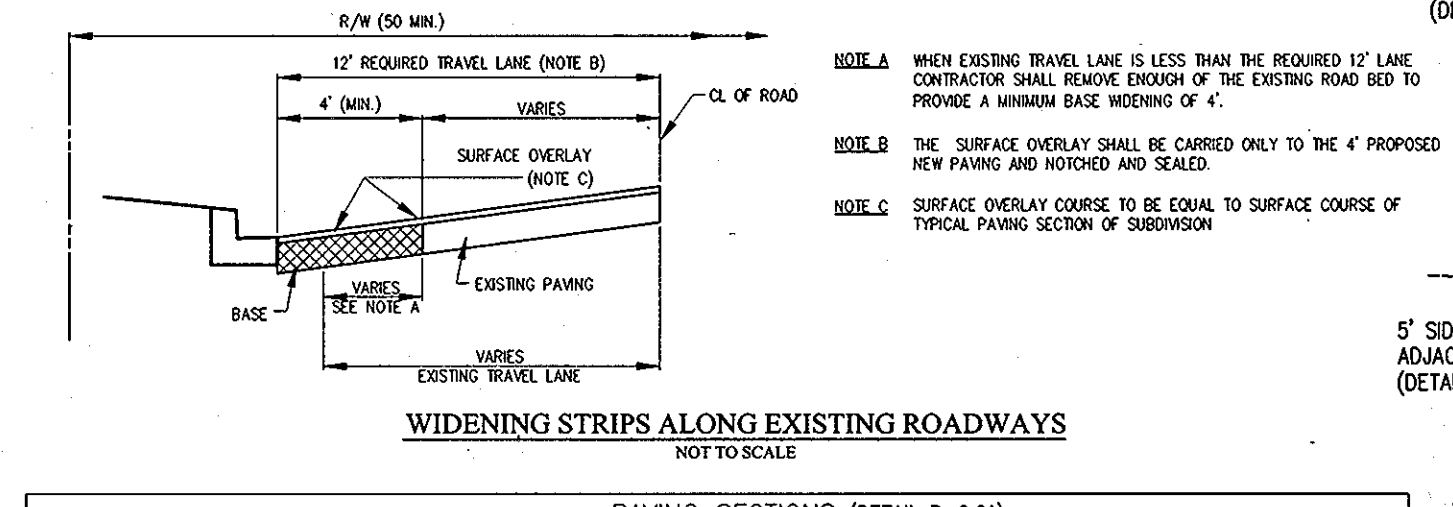 R/W (50 MIN.)
(D
12' REQUIRED TRAVEL LANE (NOTE B)
4' (MIN.)
VARIES
CL OF ROAD
SURFACE OVERLAY
(NOTE C)
EXISTING PAVING
BASE
VARIES
SEE NOTE A
VARIES
EXISTING TRAVEL LANE
NOTE A WHEN EXISTING TRAVEL LANE IS LESS THAN THE REQUIRED 12' LANE
CONTRACTOR SHALL REMOVE ENOUGH OF THE EXISTING ROAD BED TO
PROVIDE A MINIMUM BASE WIDENING OF 4'.
NOTE B THE SURFACE OVERLAY SHALL BE CARRIED ONLY TO THE 4' PROPOSED
NEW PAVING AND NOTCHED AND SEALED.
NOTE C SURFACE OVERLAY COURSE TO BE EQUAL TO SURFACE COURSE OF
TYPICAL PAVING SECTION OF SUBDIVISION
5' SID
ADJAC
(DETAI
WIDENING STRIPS ALONG EXISTING ROADWAYS
NOT TO SCALE